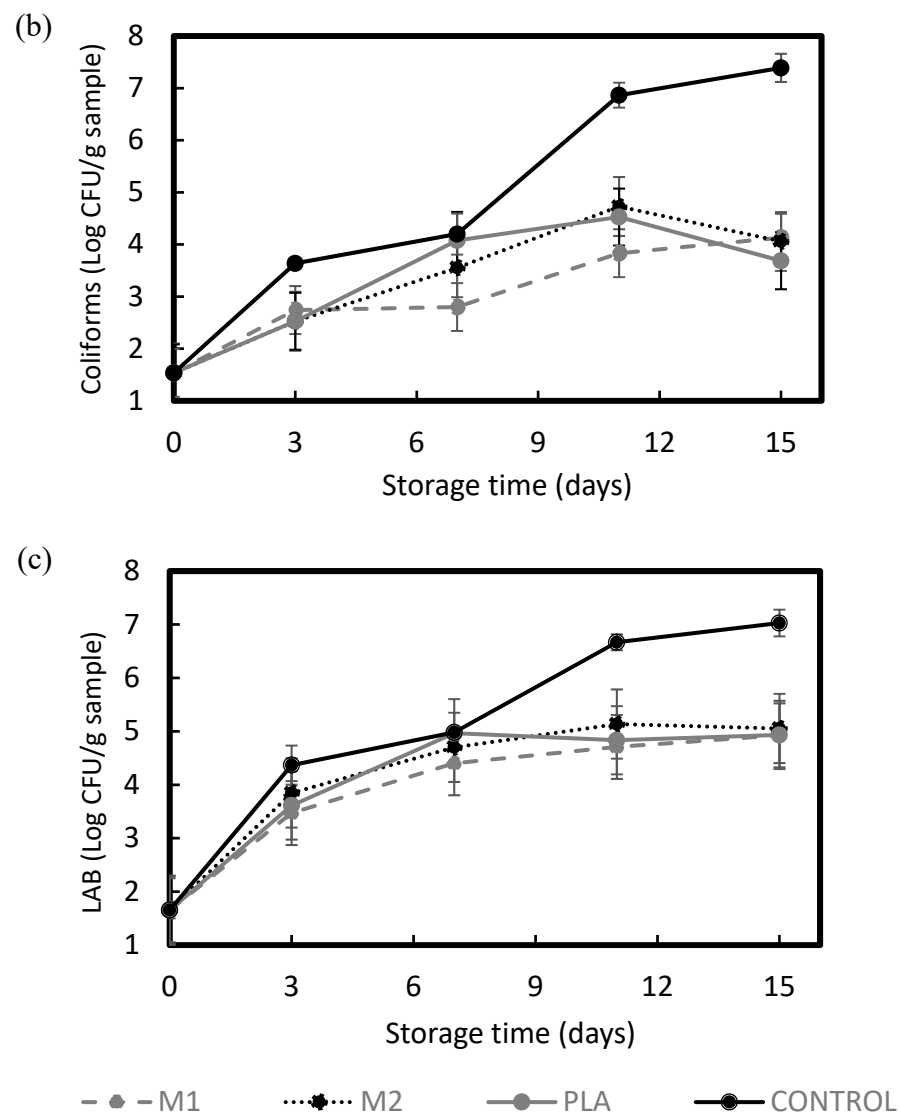 (b)
Coliforms (Log CFU/g sample)
8
7
6
5
4
3
2
1
0 3 6 9 12 15
Storage time (days)
(c)
LAB (Log CFU/g sample)
8
7
6
5
4
3
2
1
0 3 6 9 12 15
Storage time (days)
M1 M2 PLA CONTROL